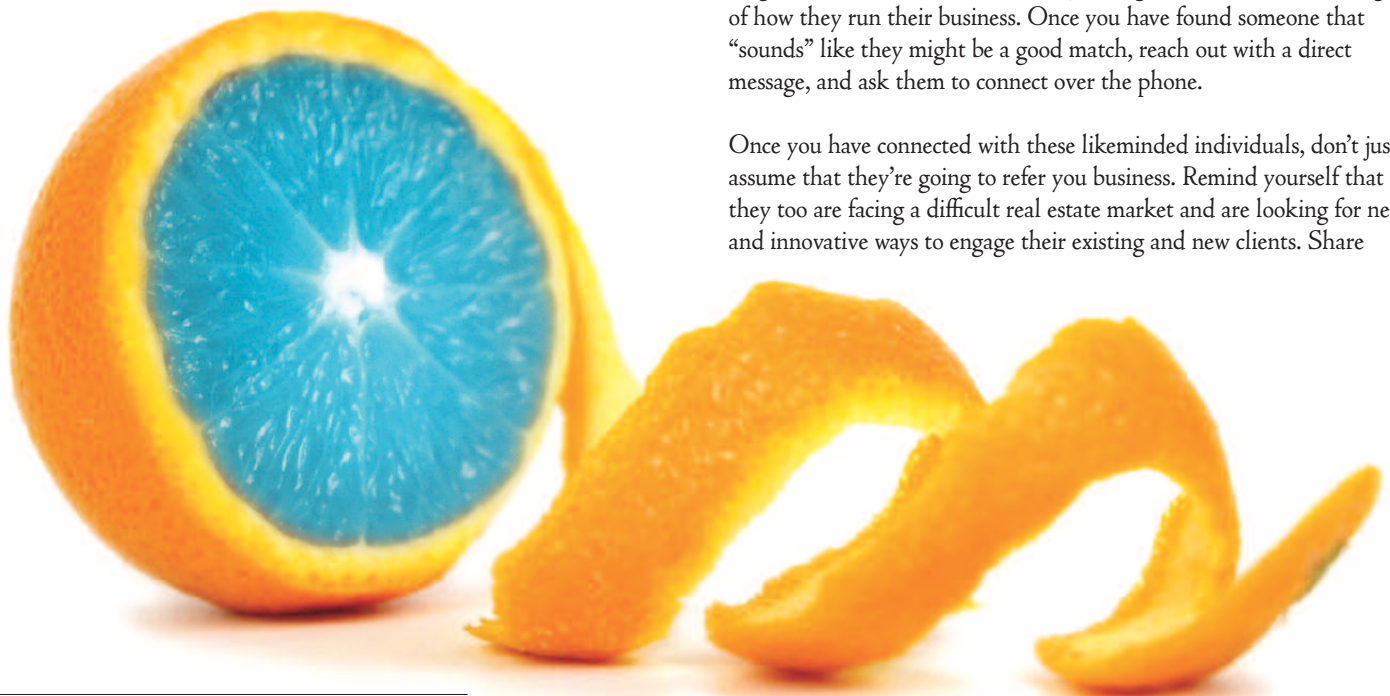 of how they run their business. Once you have found someone that
“sounds” like they might be a good match, reach out with a direct
message, and ask them to connect over the phone.
Once you have connected with these likeminded individuals, don’t
assume that they’re going to refer you business. Remind yourself that
they too are facing a difficult real estate market and are looking for
and innovative ways to engage their existing and new clients. Share